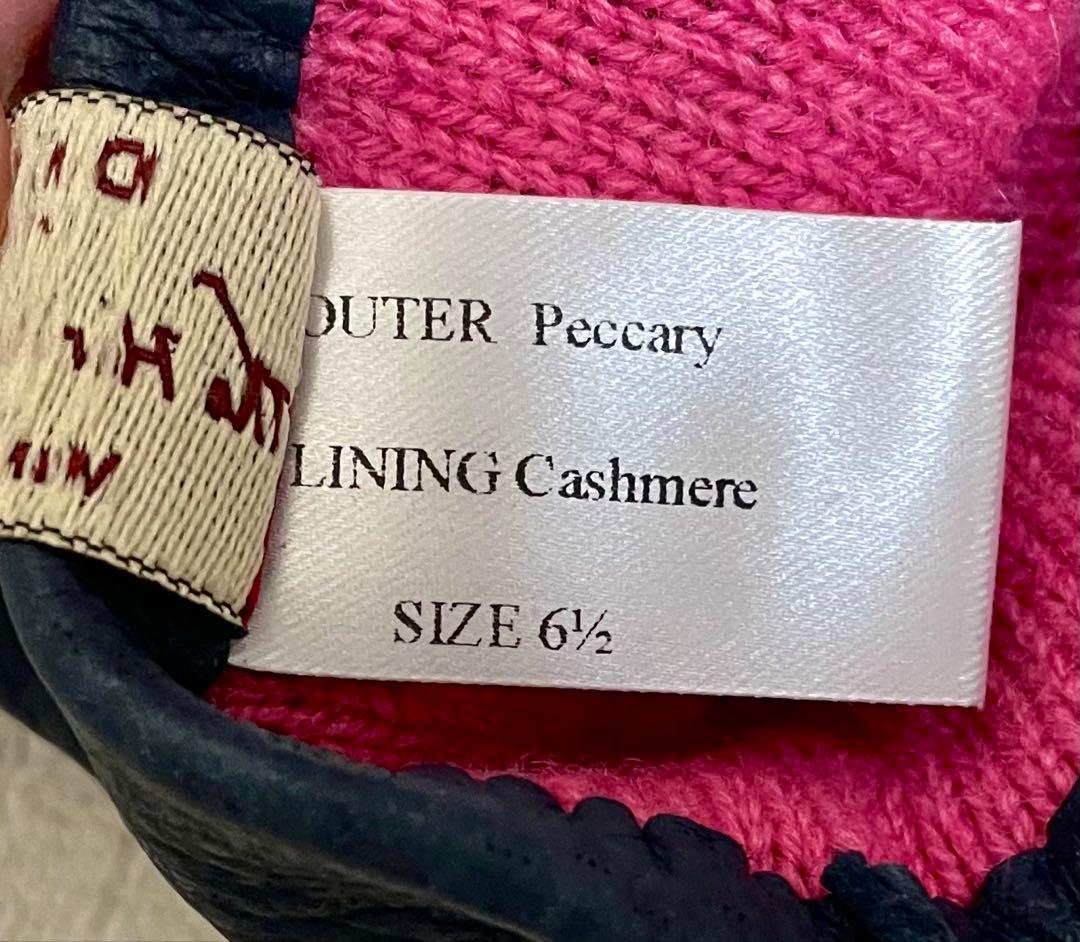 OUTER Peccary
LINING Cashmere
SIZE 6½